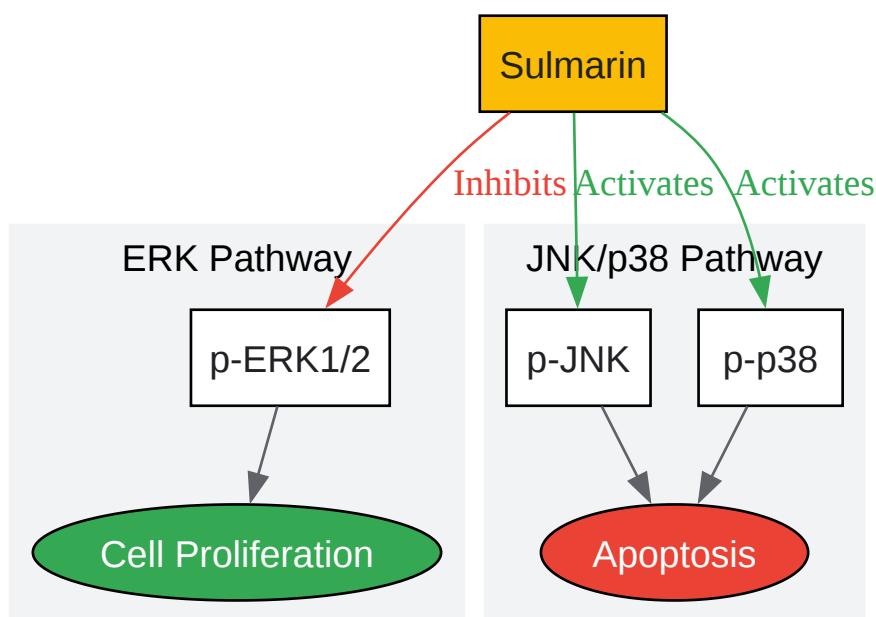 Sulmarin
Inhibits Activates Activates
ERK Pathway
JNK/p38 Pathway
p-ERK1/2
p-JNK
p-p38
Cell Proliferation
Apoptosis